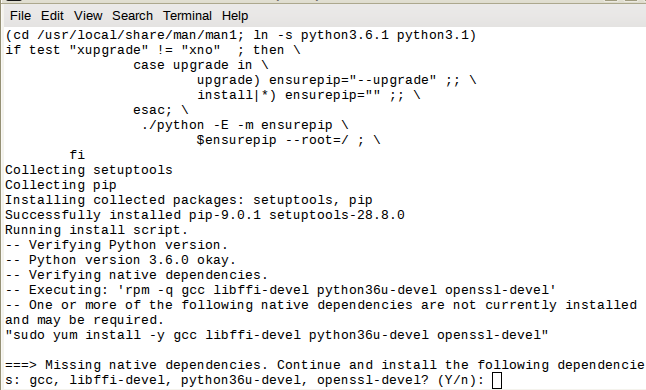 File Edit View Search Terminal Help
(cd /usr/local/share/man/man1; ln -s python3.6.1 python3.1)
if test "xupgrade" != "xno"  ; then \
                case upgrade in \
                        upgrade) ensurepip="--upgrade" ;; \
                        install|*) ensurepip="" ;; \
                esac; \
                 ./python -E -m ensurepip \
                        $ensurepip --root=/ ; \
        fi
Collecting setuptools
Collecting pip
Installing collected packages: setuptools, pip
Successfully installed pip-9.0.1 setuptools-28.8.0
Running install script.
-- Verifying Python version.
-- Python version 3.6.0 okay.
-- Verifying native dependencies.
-- Executing: 'rpm -q gcc libffi-devel python36u-devel openssl-devel'
-- One or more of the following native dependencies are not currently installed
and may be required.
"sudo yum install -y gcc libffi-devel python36u-devel openssl-devel"

===> Missing native dependencies. Continue and install the following dependencie
s: gcc, libffi-devel, python36u-devel, openssl-devel? (Y/n):